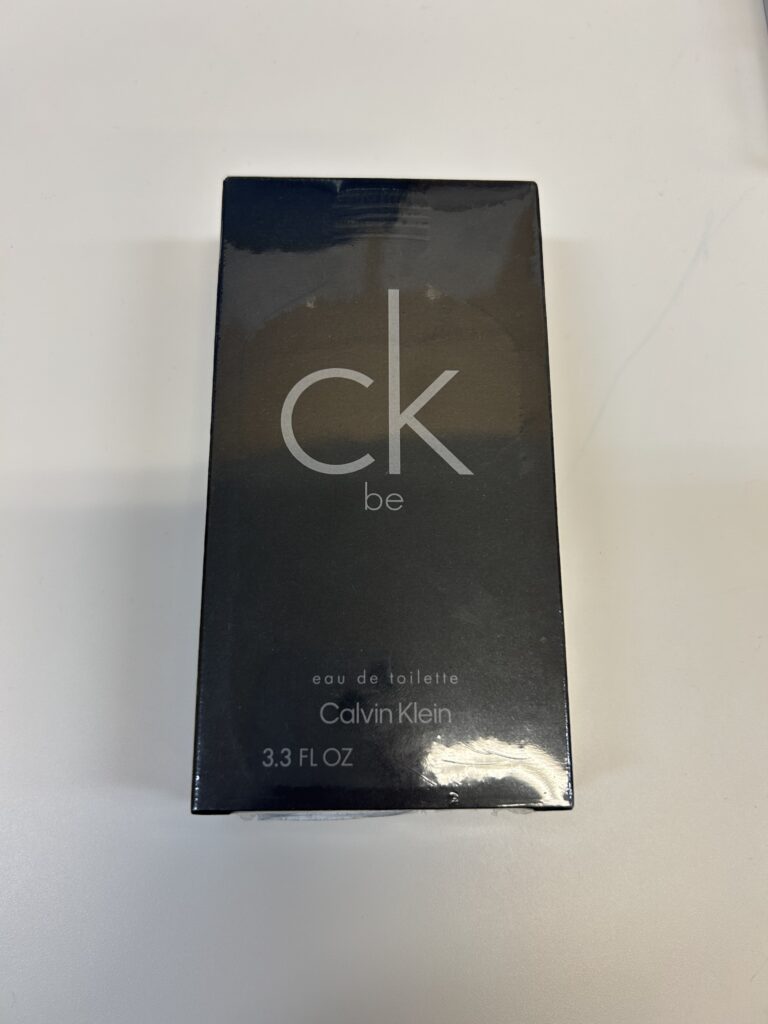 ck
be
eau de toilette
Calvin Klein
3.3 FL OZ